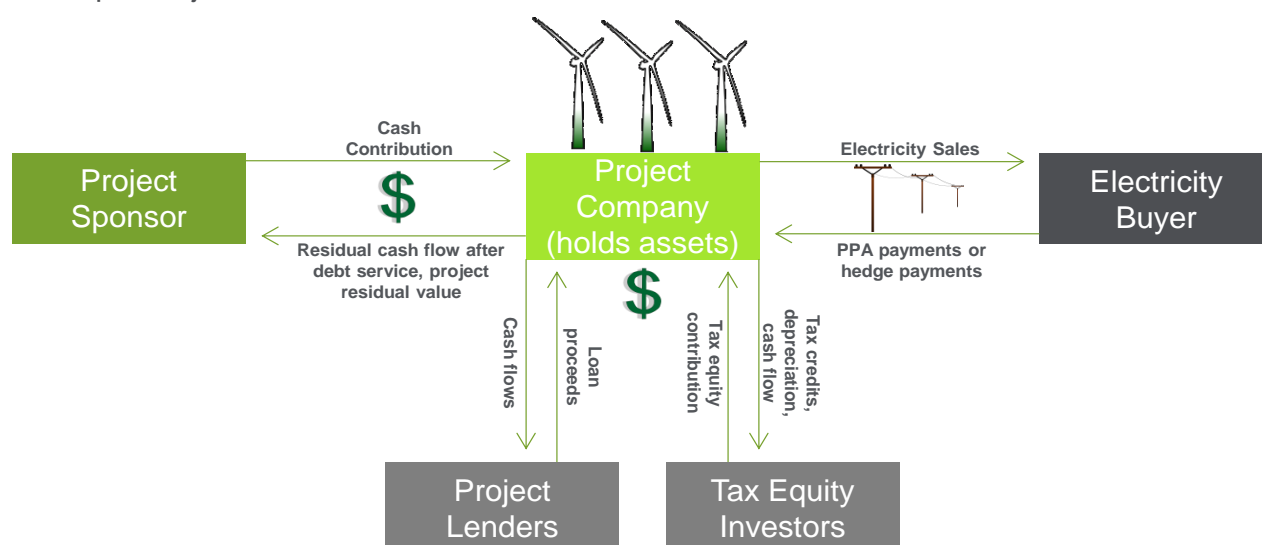 Cash
Contribution
Electricity Sales
Project
Sponsor
$
Project
Company
(holds assets)
Electricity
Buyer
Residual cash flow after
debt service, project
residual value
$
PPA payments or
hedge payments
Cash flows
Loan
proceeds
Tax equity
contribution
Tax credits,
depreciation,
cash flow
Project
Lenders
Tax Equity
Investors